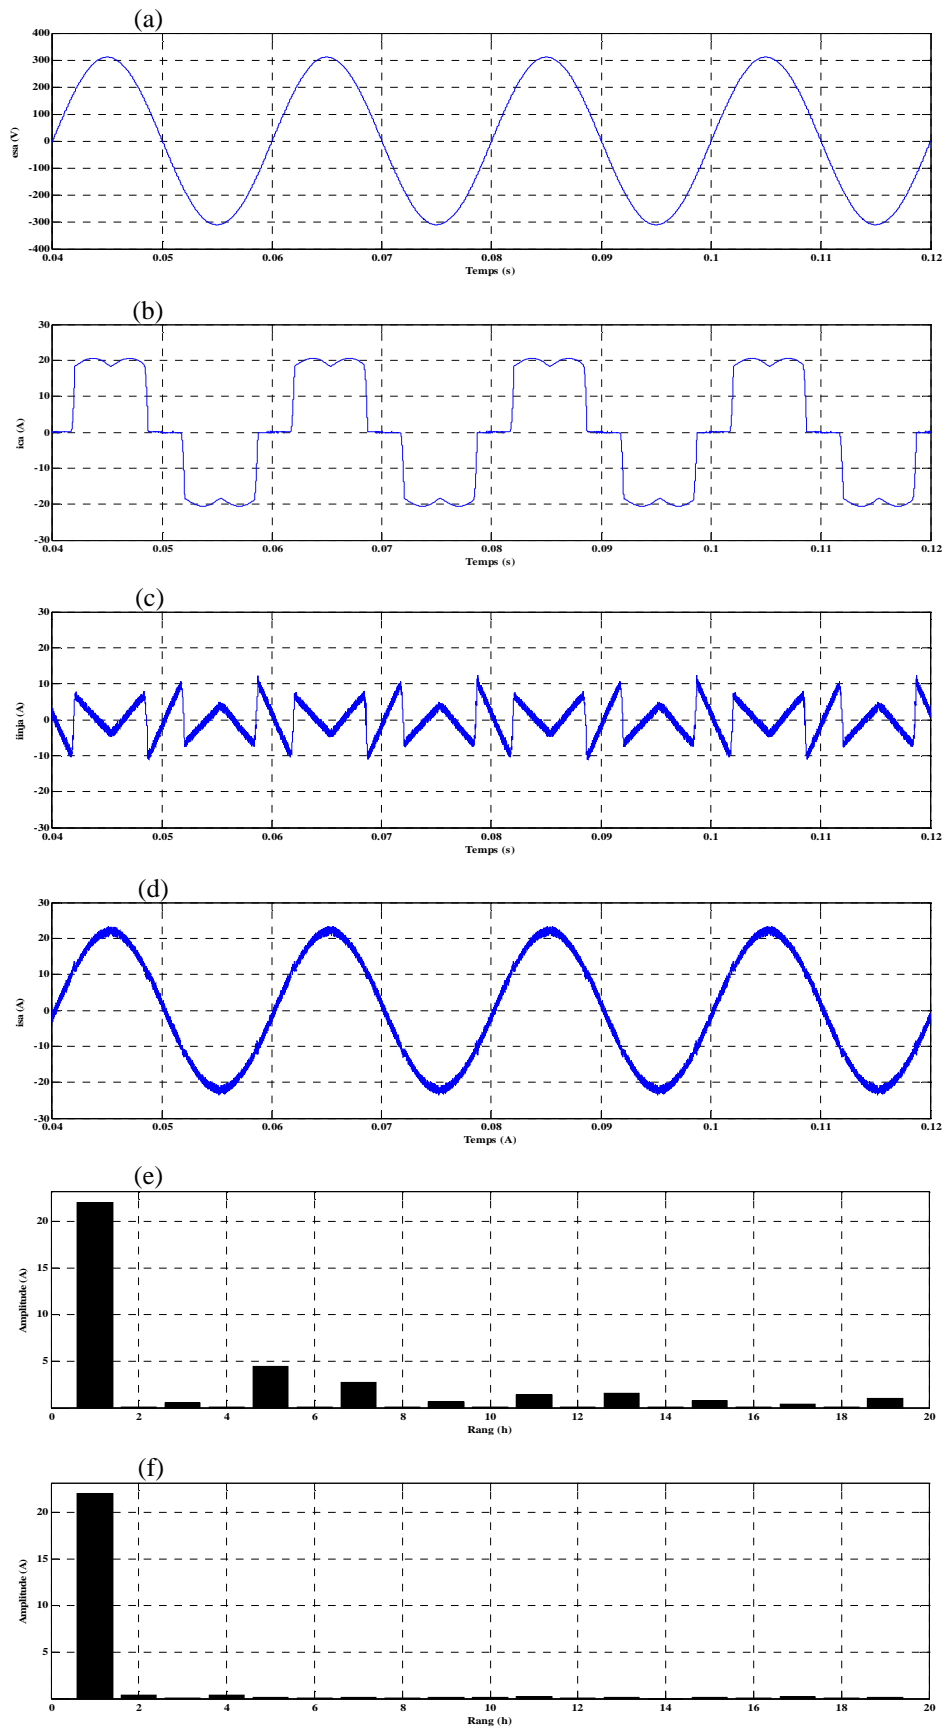 (a)
400
300
200
100
0
-100
-200
-300
-400
esa (V)
0.04 0.05 0.06 0.07 0.08 0.09 0.1 0.11 0.12
Temps (s)
(b)
30
20
10
0
-10
-20
-30
ica (A)
0.04 0.05 0.06 0.07 0.08 0.09 0.1 0.11 0.12
Temps (s)
(c)
30
20
10
0
-10
-20
-30
iinja (A)
0.04 0.05 0.06 0.07 0.08 0.09 0.1 0.11 0.12
Temps (s)
(d)
30
20
10
0
-10
-20
-30
isa (A)
0.04 0.05 0.06 0.07 0.08 0.09 0.1 0.11 0.12
Temps (A)
(e)
20
15
10
5
Amplitude (A)
0 2 4 6 8 10 12 14 16 18 20
Rang (h)
(f)
20
15
10
5
Amplitude (A)
0 2 4 6 8 10 12 14 16 18 20
Rang (h)